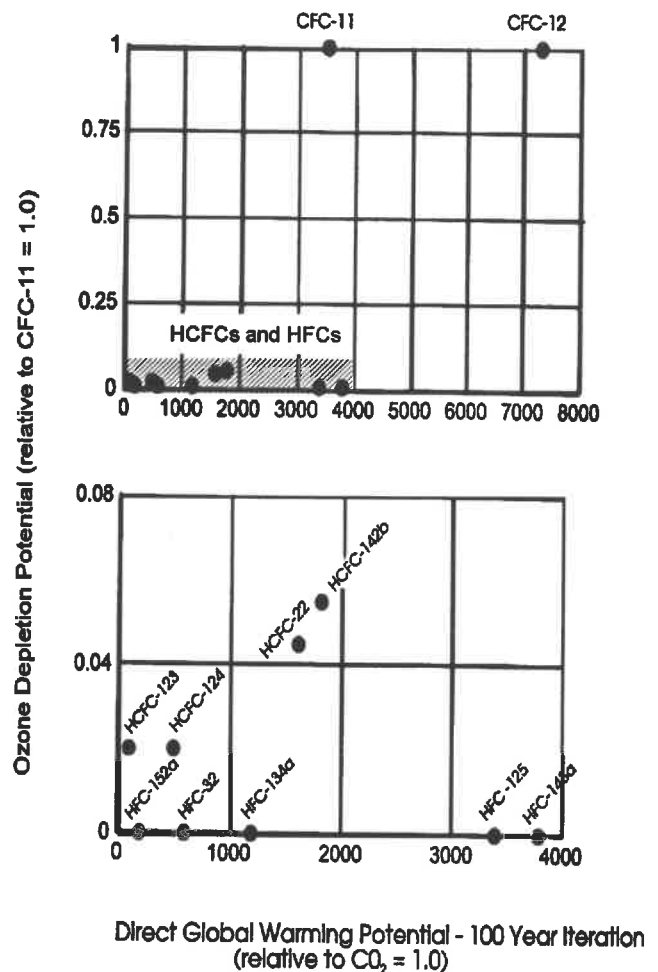 CFC-11 CFC-12
1
0.75
0.5
0.25
HCFCs and HFCs
0
0 1000 2000 3000 4000 5000 6000 7000 8000
Ozone Depletion Potential (relative to CFC-11 = 1.0)
0.08
HCFC-142b
HCFC-22
0.04
HCFC-123
HCFC-124
HFC-152a
HFC-32
HFC-134a
HFC-125
HFC-143a
0
0 1000 2000 3000 4000
Direct Global Warming Potential - 100 Year Iteration
(relative to C0₂ = 1.0)